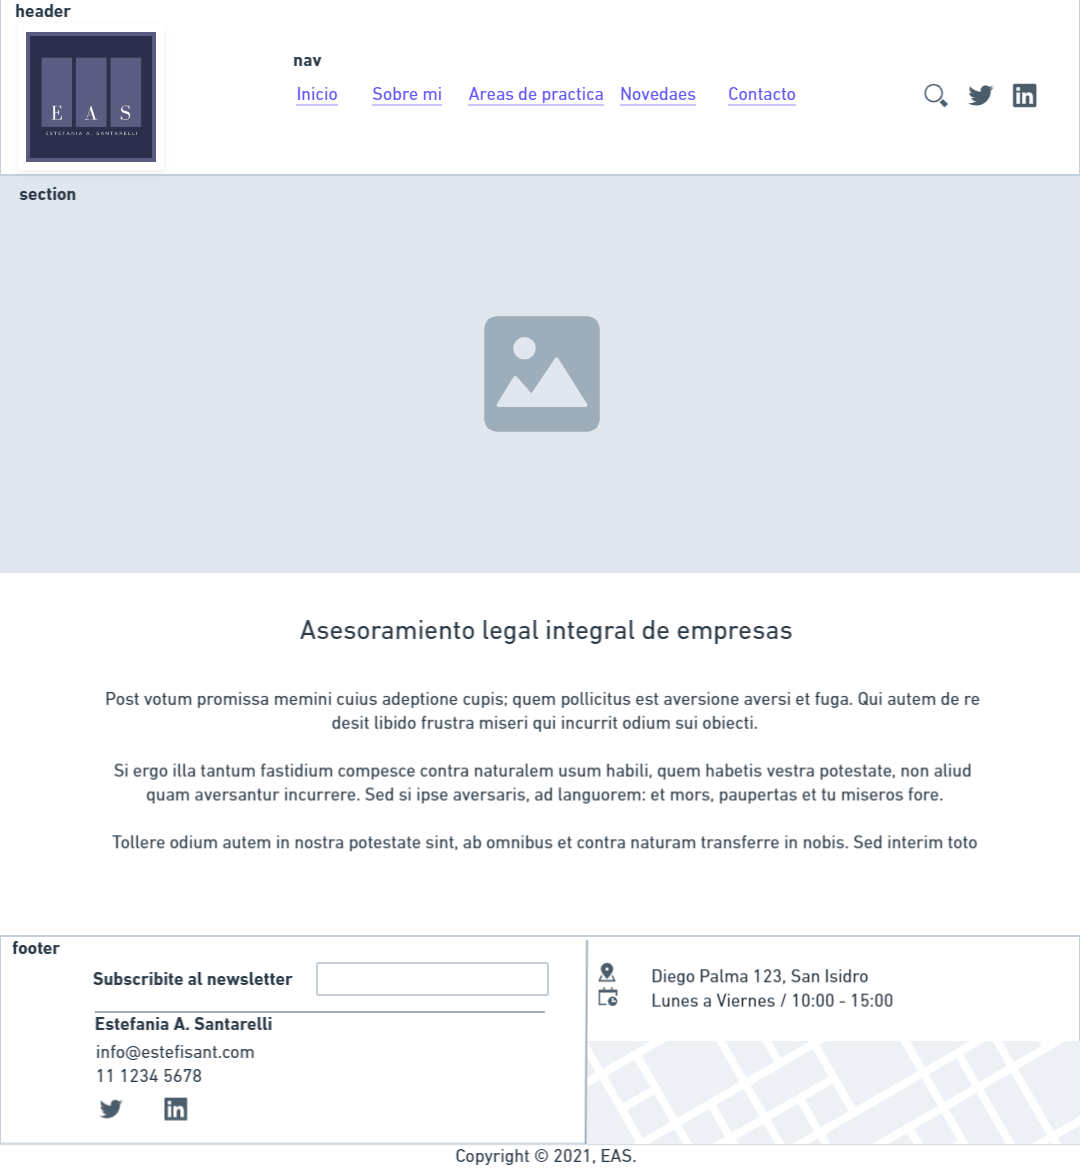 header
E A S
ESTEFANIA A. SANTARELLI
nav
Inicio Sobre mi Areas de practica Novedaes Contacto
in
section
Asesoramiento legal integral de empresas
Post votum promissa memini cuius adeptione cupis; quem pollicitus est aversione aversi et fuga. Qui autem de re
desit libido frustra miseri qui incurrit odium sui obiecti.
Si ergo illa tantum fastidium compesce contra naturalem usum habili, quem habetis vestra potestate, non aliud
quam aversantur incurrere. Sed si ipse aversaris, ad languorem: et mors, paupertas et tu miseros fore.
Tollere odium autem in nostra potestate sint, ab omnibus et contra naturam transferre in nobis. Sed interim toto
footer
Subscribite al newsletter
Estefania A. Santarelli
info@estefisant.com
11 1234 5678
in
Diego Palma 123, San Isidro
Lunes a Viernes / 10:00 - 15:00
Copyright © 2021, EAS.